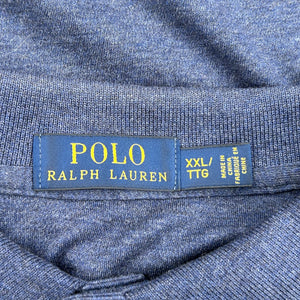 POLO
RALPH LAUREN
XXL/
TTG
MADE IN
CHINA
FABRIQUÉ EN
CHINE